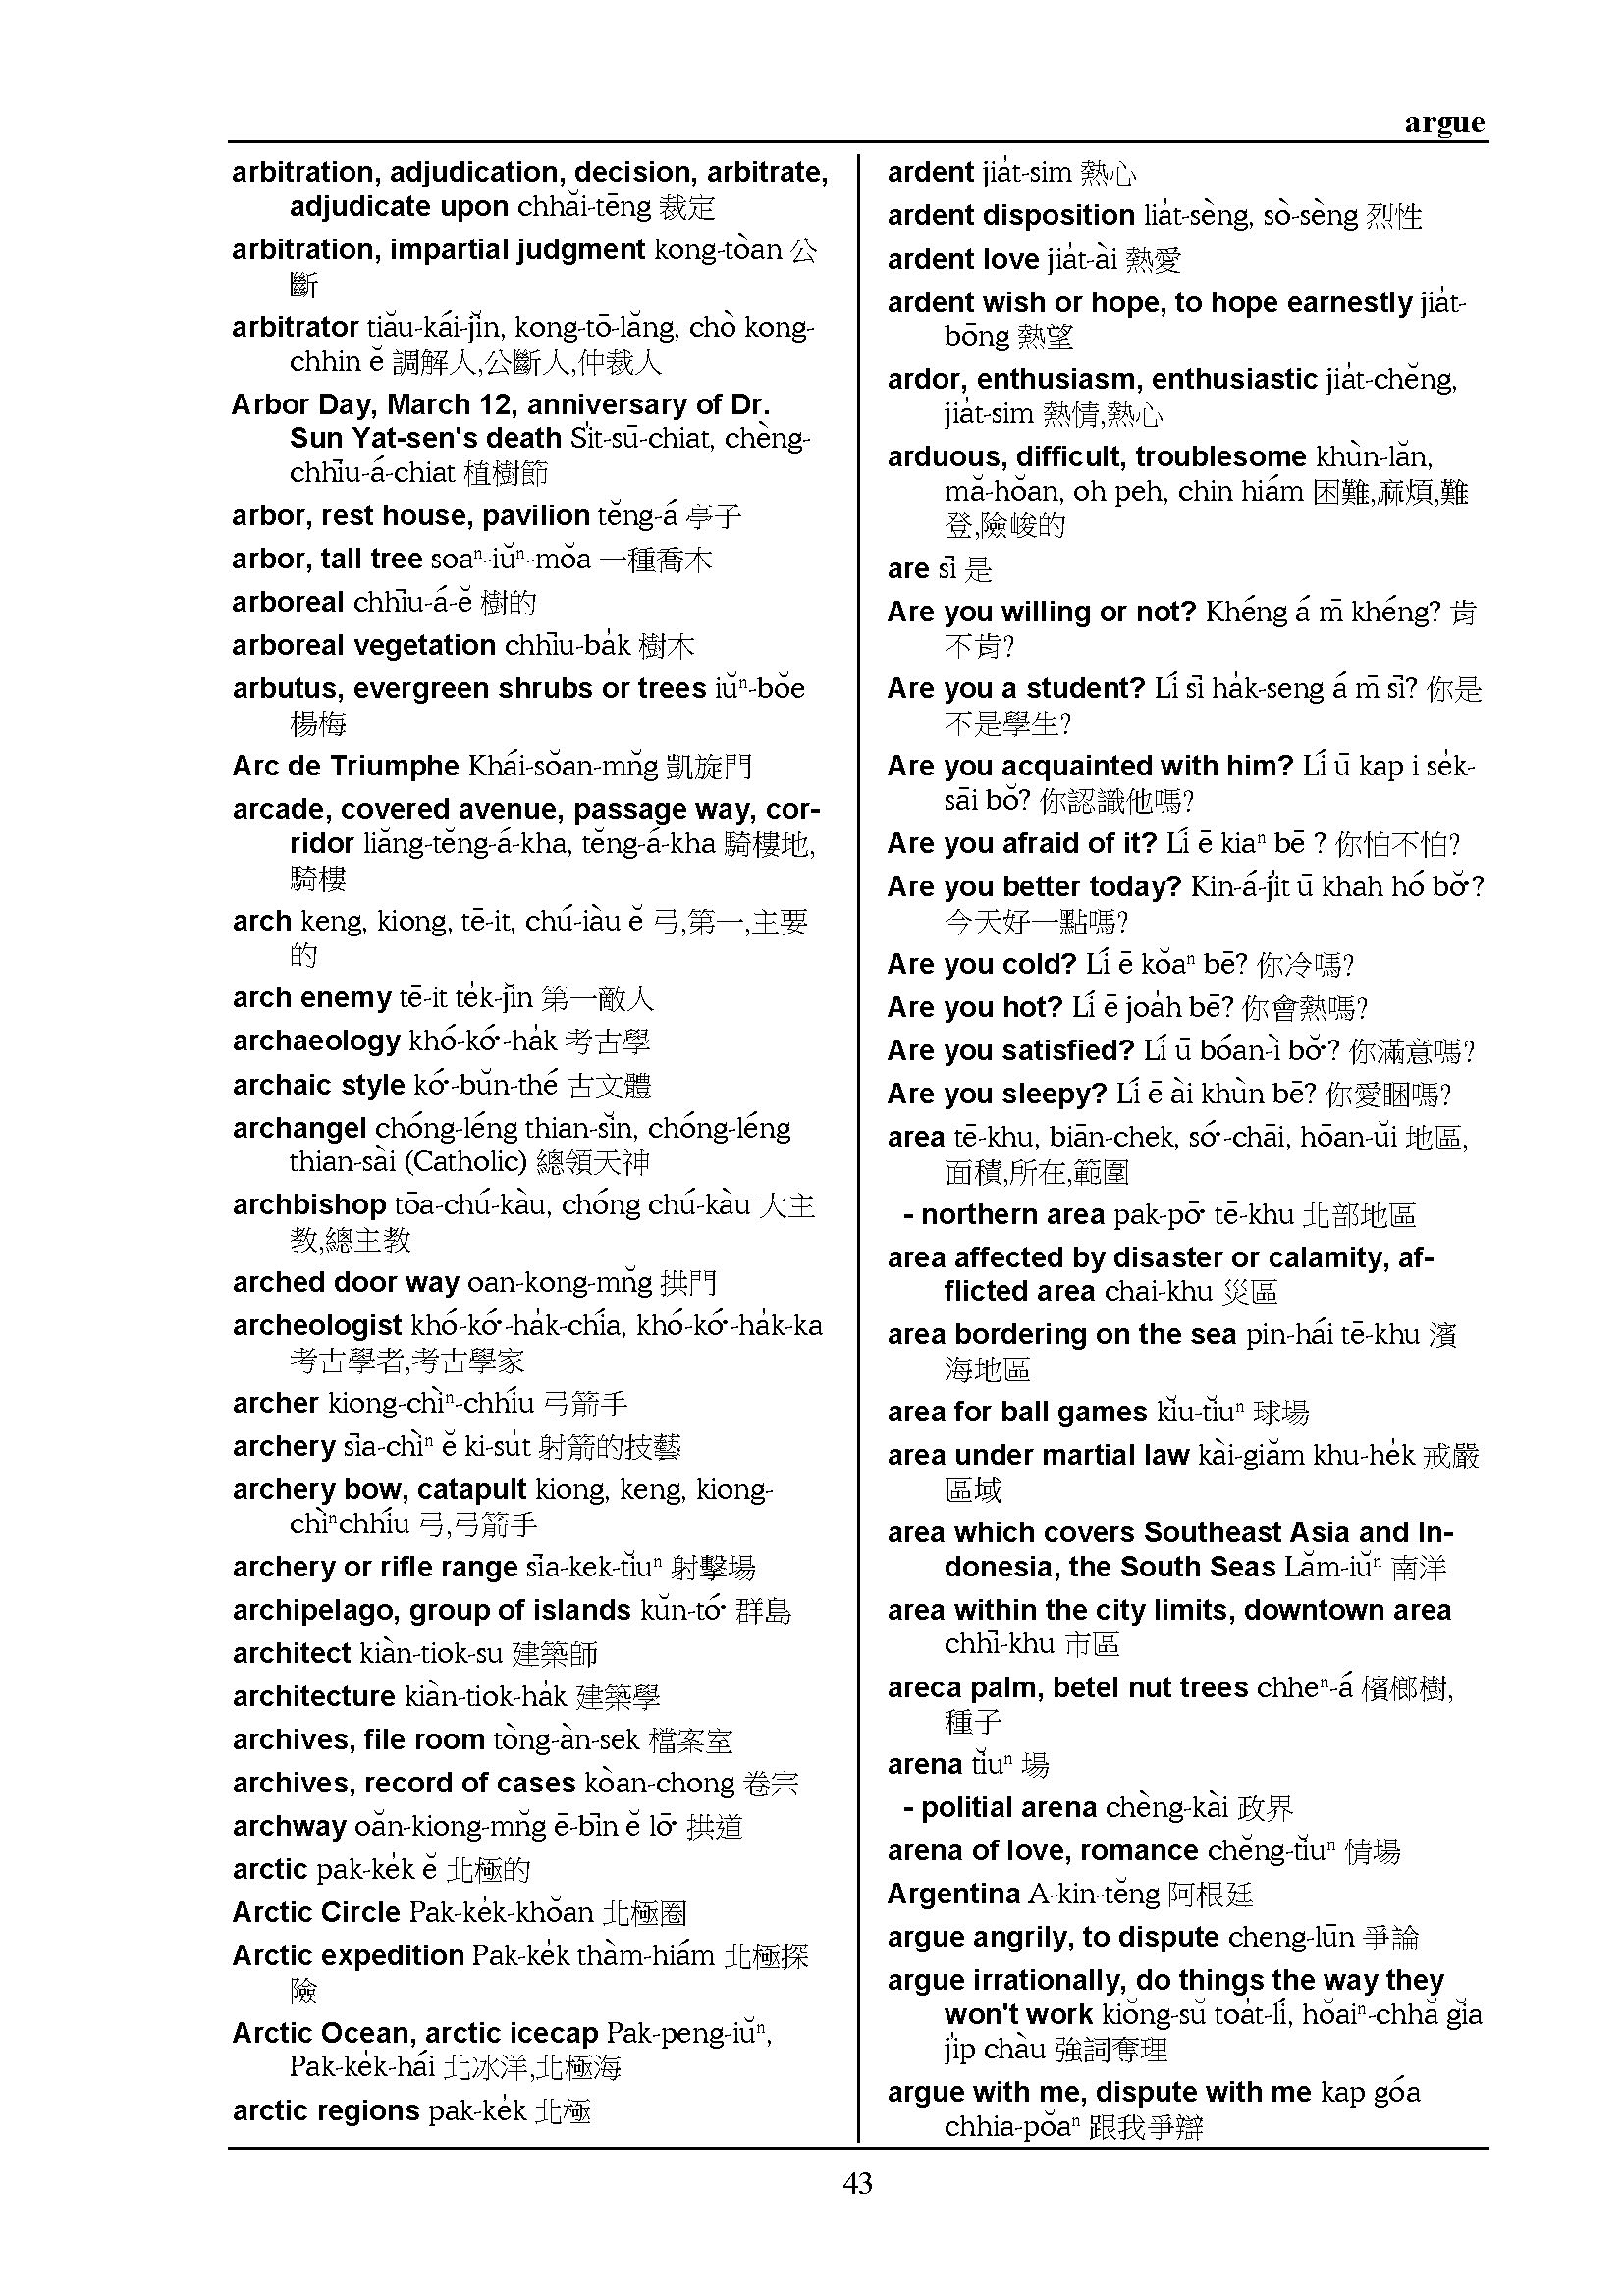 argue
arbitration, adjudication, decision, arbitrate,
adjudicate upon chhăi-tēng 裁定
arbitration, impartial judgment kong-tòan 公
斷
arbitrator tiău-kái-jĭn, kong-tō-lăng, chò kong-
chhin ĕ 調解人,公斷人,仲裁人
Arbor Day, March 12, anniversary of Dr.
Sun Yat-sen's death Si̍t-sū-chiat, chèng-
chhīu-á-chiat 植樹節
arbor, rest house, pavilion tĕng-á 亭子
arbor, tall tree soaⁿ-iŭⁿ-mŏa 一種喬木
arboreal chhīu-á-ĕ 樹的
arboreal vegetation chhīu-ba̍k 樹木
arbutus, evergreen shrubs or trees iŭⁿ-bŏe
楊梅
Arc de Triumphe Khái-sŏan-mn̆g 凱旋門
arcade, covered avenue, passage way, cor-
ridor liăng-tĕng-á-kha, tĕng-á-kha 騎樓地,
騎樓
arch keng, kiong, tē-it, chú-iàu ĕ 弓,第一,主要
的
arch enemy tē-it te̍k-jĭn 第一敵人
archaeology khó-kó͘-ha̍k 考古學
archaic style kó͘-bŭn-thé 古文體
archangel chóng-léng thian-sĭn, chóng-léng
thian-sài (Catholic) 總領天神
archbishop tōa-chú-kàu, chóng chú-kàu 大主
教,總主教
arched door way oan-kong-mn̆g 拱門
archeologist khó-kó͘-ha̍k-chía, khó-kó͘-ha̍k-ka
考古學者,考古學家
archer kiong-chìⁿ-chhíu 弓箭手
archery sīa-chìⁿ ĕ ki-su̍t 射箭的技藝
archery bow, catapult kiong, keng, kiong-
chìⁿchhíu 弓,弓箭手
archery or rifle range sīa-kek-tĭuⁿ 射擊場
archipelago, group of islands kŭn-tó͘ 群島
architect kiàn-tiok-su 建築師
architecture kiàn-tiok-ha̍k 建築學
archives, file room tòng-àn-sek 檔案室
archives, record of cases kòan-chong 卷宗
archway oăn-kiong-mn̆g ē-bīn ĕ lō͘ 拱道
arctic pak-ke̍k ĕ 北極的
Arctic Circle Pak-ke̍k-khŏan 北極圈
Arctic expedition Pak-ke̍k thàm-hiám 北極探
險
Arctic Ocean, arctic icecap Pak-peng-iŭⁿ,
Pak-ke̍k-hái 北冰洋,北極海
arctic regions pak-ke̍k 北極
ardent jia̍t-sim 熱心
ardent disposition lia̍t-sèng, sò-sèng 烈性
ardent love jia̍t-ài 熱愛
ardent wish or hope, to hope earnestly jia̍t-
bōng 熱望
ardor, enthusiasm, enthusiastic jia̍t-chĕng,
jia̍t-sim 熱情,熱心
arduous, difficult, troublesome khùn-lăn,
mă-hŏan, oh peh, chin hiám 困難,麻煩,難
登,險峻的
are sī 是
Are you willing or not? Khéng á m̄ khéng? 肯
不肯?
Are you a student? Lí sī ha̍k-seng á m̄ sī? 你是
不是學生?
Are you acquainted with him? Lí ū kap i se̍k-
sāi bŏ? 你認識他嗎?
Are you afraid of it? Lí ē kiaⁿ bē ? 你怕不怕?
Are you better today? Kin-á-ji̍t ū khah hó bŏ͘?
今天好一點嗎?
Are you cold? Lí ē kŏaⁿ bē? 你冷嗎?
Are you hot? Lí ē joa̍h bē? 你會熱嗎?
Are you satisfied? Lí ū bóan-ì bŏ͘? 你滿意嗎?
Are you sleepy? Lí ē ài khùn bē? 你愛睏嗎?
area tē-khu, biān-chek, só͘-chāi, hōan-ŭi 地區,
面積,所在,範圍
- northern area pak-pō͘ tē-khu 北部地區
area affected by disaster or calamity, af-
flicted area chai-khu 災區
area bordering on the sea pin-hái tē-khu 濱
海地區
area for ball games kĭu-tĭuⁿ 球場
area under martial law kài-giăm khu-he̍k 戒嚴
區域
area which covers Southeast Asia and In-
donesia, the South Seas Lăm-iŭⁿ 南洋
area within the city limits, downtown area
chhī-khu 市區
areca palm, betel nut trees chheⁿ-á 檳榔樹,
種子
arena tĭuⁿ 場
- politial arena chèng-kài 政界
arena of love, romance chĕng-tĭuⁿ 情場
Argentina A-kin-tĕng 阿根廷
argue angrily, to dispute cheng-lūn 爭論
argue irrationally, do things the way they
won't work kiŏng-sŭ toa̍t-lí, hŏaiⁿ-chhă gĭa
ji̍p chàu 強詞奪理
argue with me, dispute with me kap góa
chhia-pŏaⁿ 跟我爭辯
43